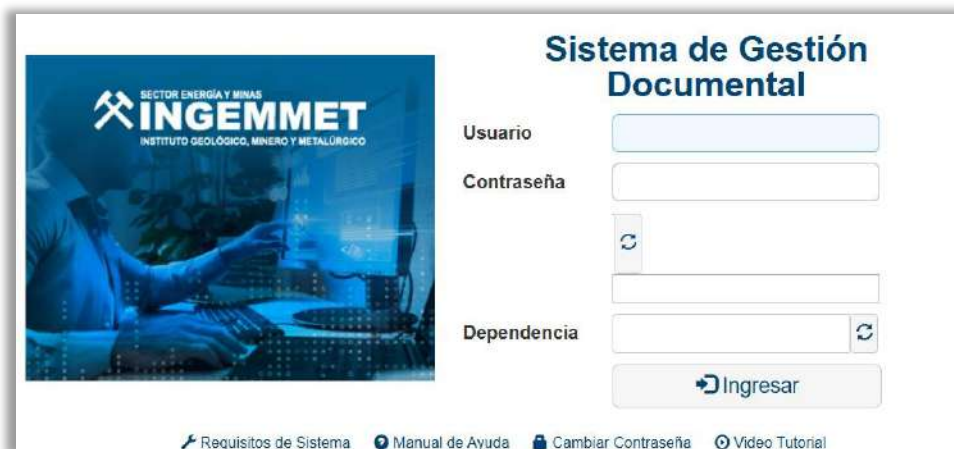 Sistema de Gestión
Documental
SECTOR ENERGÍA Y MINAS
INGEMMET
INSTITUTO GEOLÓGICO, MINERO Y METALÚRGICO
Usuario
Contraseña
Dependencia
Ingresar
Requisitos de Sistema Manual de Ayuda Cambiar Contraseña Video Tutorial